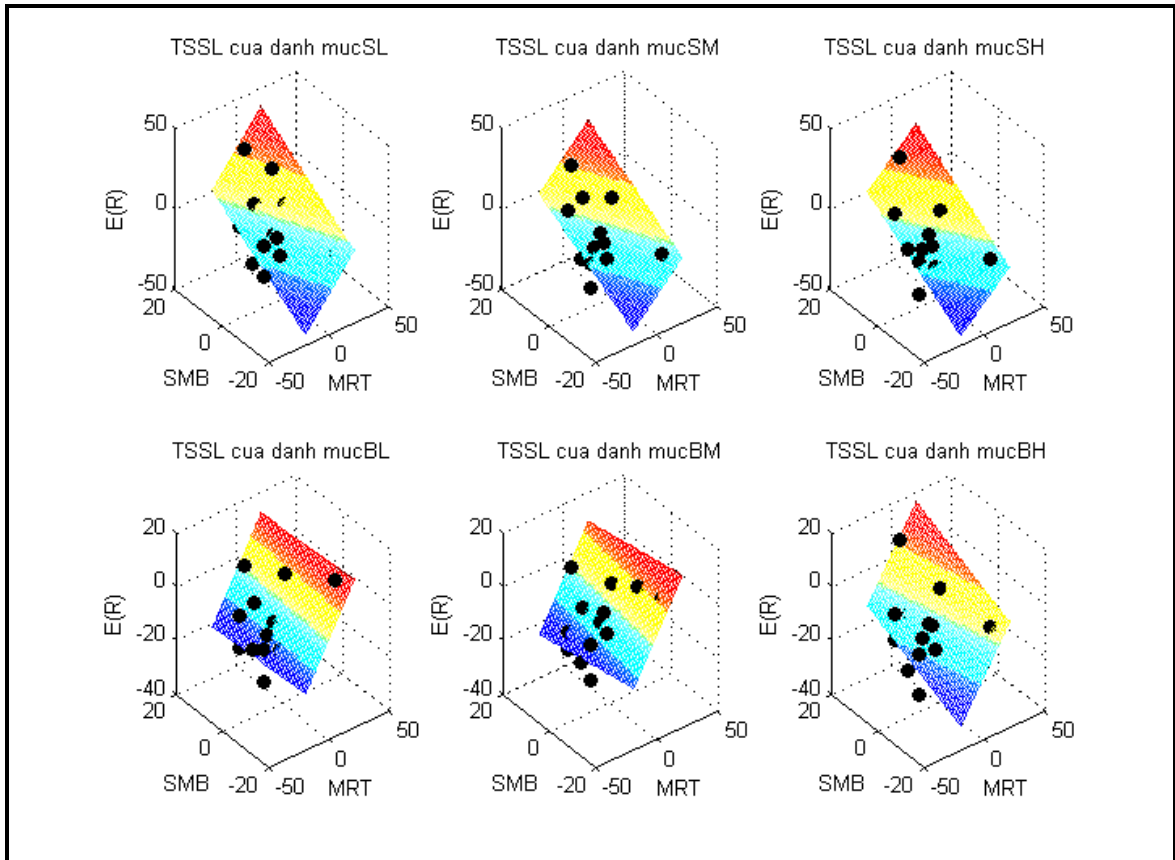 TSSL cua danh mucSL
50
0
-50
E(R)
20
0
-20
SMB
-50
0
50
MRT
TSSL cua danh mucSM
50
0
-50
E(R)
20
0
-20
SMB
-50
0
50
MRT
TSSL cua danh mucSH
50
0
-50
E(R)
20
0
-20
SMB
-50
0
50
MRT
TSSL cua danh mucBL
20
0
-20
-40
E(R)
20
0
-20
SMB
-50
0
50
MRT
TSSL cua danh mucBM
20
0
-20
-40
E(R)
20
0
-20
SMB
-50
0
50
MRT
TSSL cua danh mucBH
20
0
-20
-40
E(R)
20
0
-20
SMB
-50
0
50
MRT